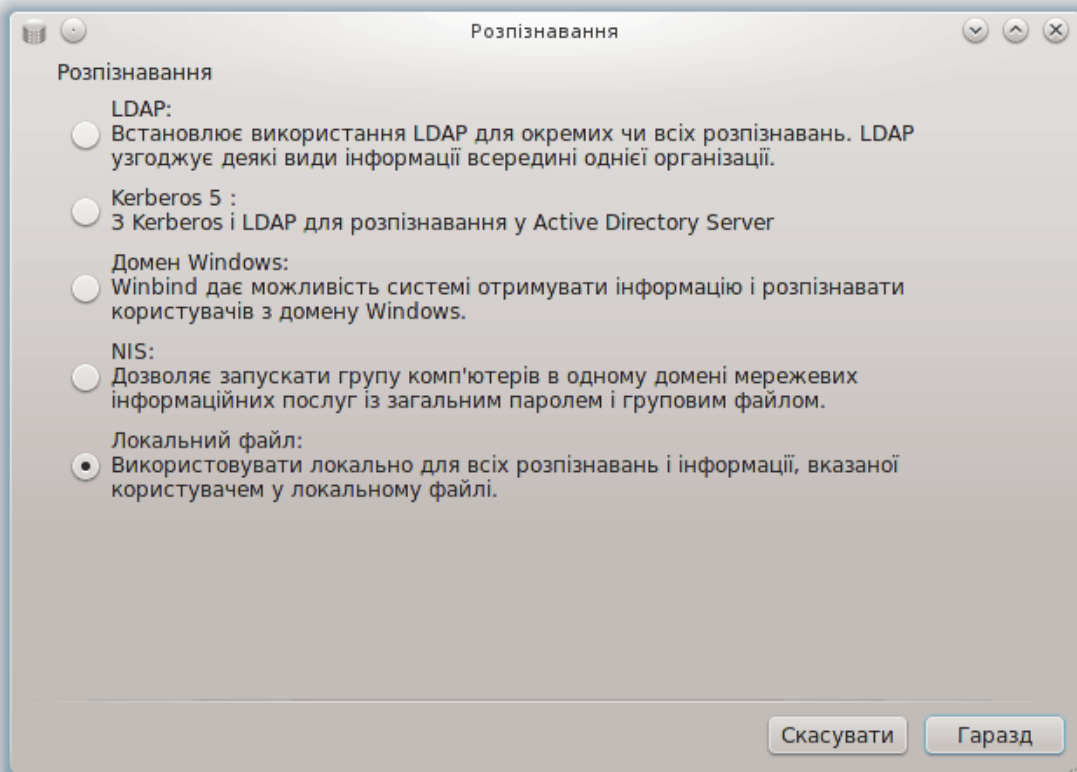 Розпізнавання
Розпізнавання
LDAP:
Встановлює використання LDAP для окремих чи всіх розпізнавань. LDAP
узгоджує деякі види інформації всередині однієї організації.
Kerberos 5 :
З Kerberos і LDAP для розпізнавання у Active Directory Server
Домен Windows:
Winbind дає можливість системі отримувати інформацію і розпізнавати
користувачів з домену Windows.
NIS:
Дозволяє запускати групу комп'ютерів в одному домені мережевих
інформаційних послуг із загальним паролем і груповим файлом.
Локальний файл:
Використовувати локально для всіх розпізнавань і інформації, вказаної
користувачем у локальному файлі.
Скасувати
Гаразд